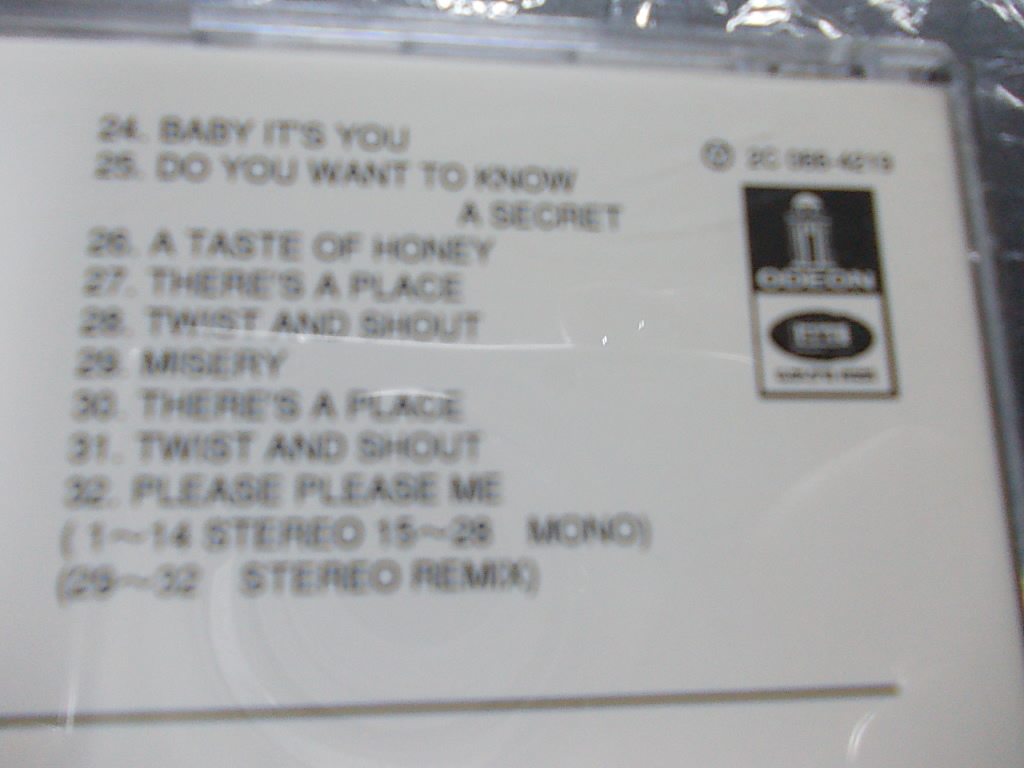 24. BABY IT'S YOU
25. DO YOU WANT TO KNOW
A SECRET
26. A TASTE OF HONEY
27. THERE'S A PLACE
28. TWIST AND SHOUT
29. MISERY
30. THERE'S A PLACE
31. TWIST AND SHOUT
32. PLEASE PLEASE ME
( 1~14 STEREO 15~28 MONO)
(29~32 STEREO REMIX)
2C
ODEON
EMI